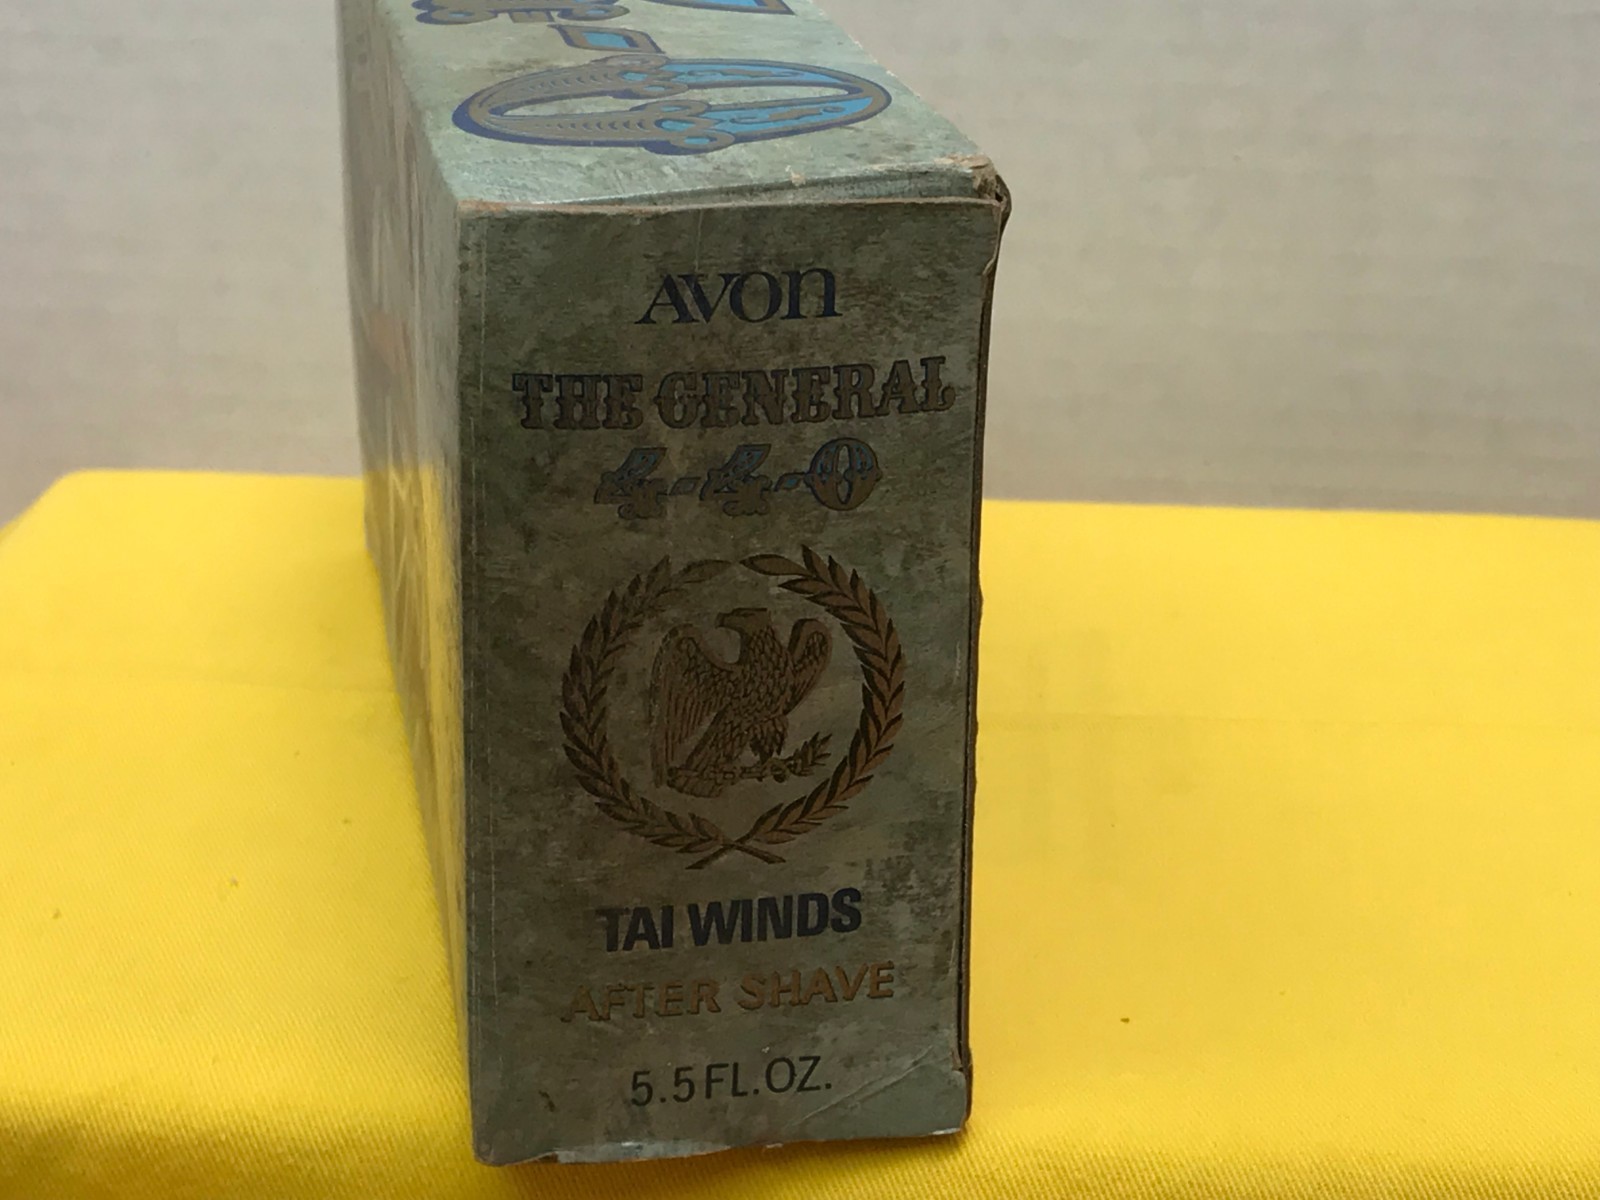 AVON
THE GENERAL
4-4-0
TAI WINDS
AFTER SHAVE
5.5 FL. OZ.